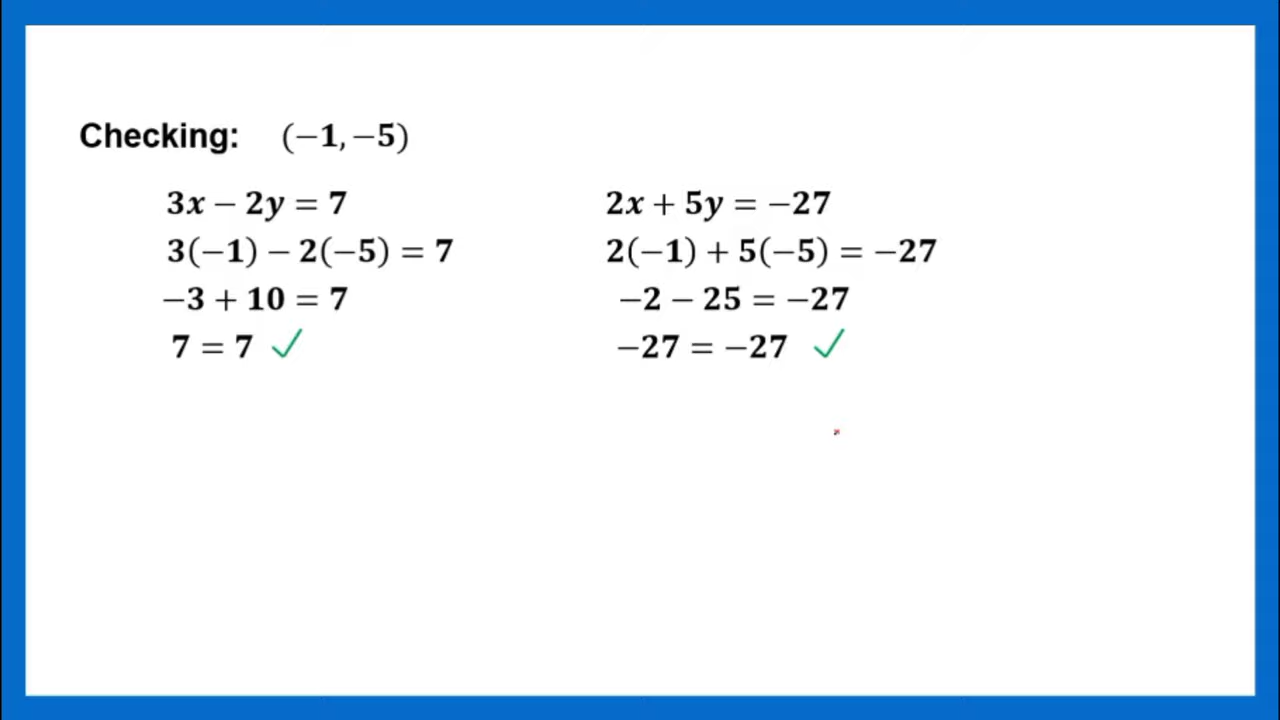 Checking: (−1, −5)
3x − 2y = 7
3(−1) − 2(−5) = 7
−3 + 10 = 7
7 = 7 ✓
2x + 5y = −27
2(−1) + 5(−5) = −27
−2 − 25 = −27
−27 = −27 ✓